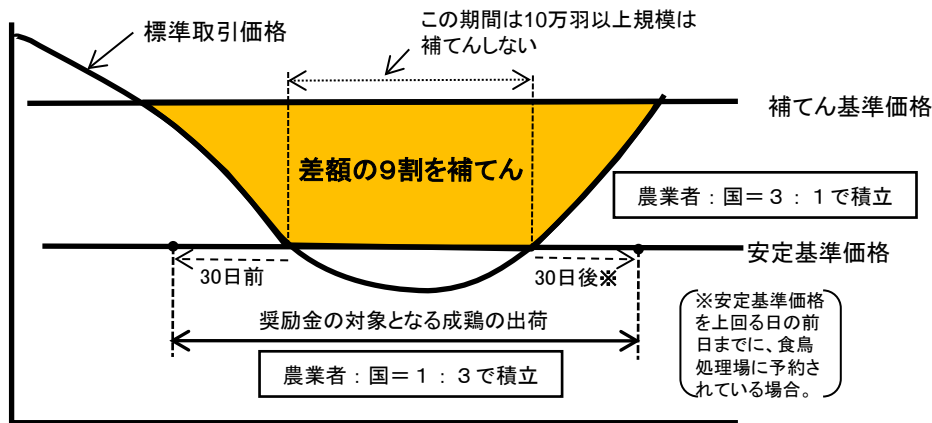 この期間は10万羽以上規模は
補てんしない
標準取引価格
補てん基準価格
差額の９割を補てん
農業者：国＝３：１で積立
安定基準価格
30日前
30日後※
※安定基準価格
を上回る日の前
日までに、食鳥
処理場に予約さ
れている場合。
奨励金の対象となる成鶏の出荷
農業者：国＝１：３で積立